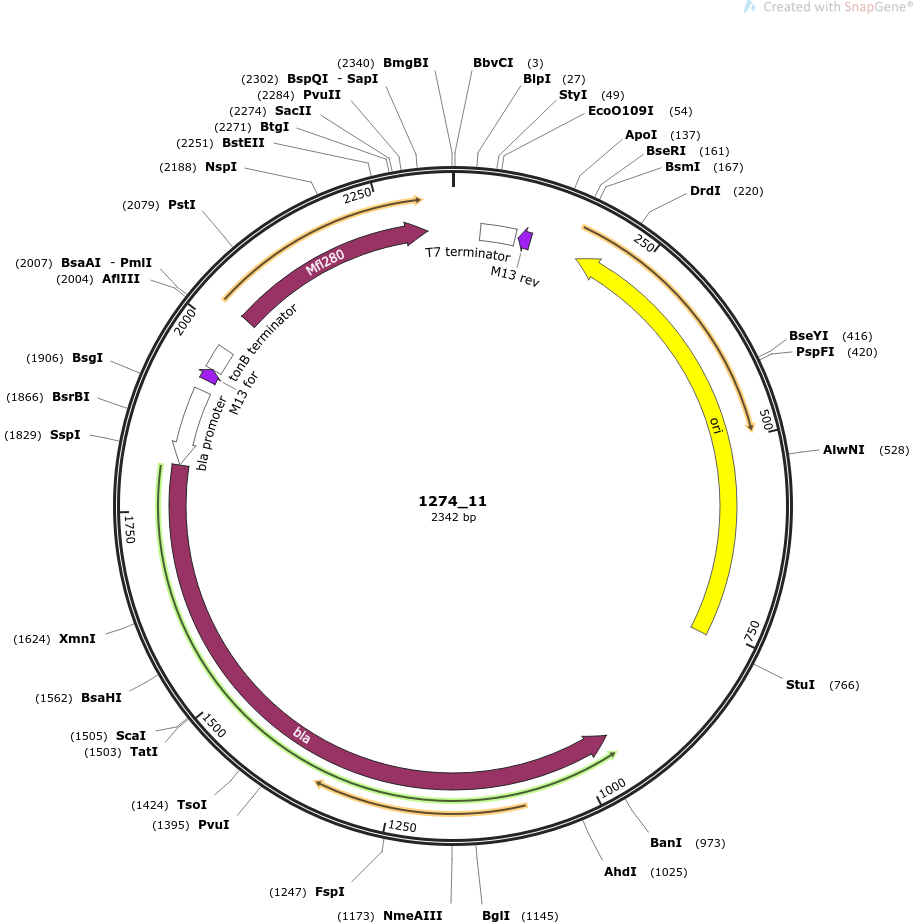 Created with SnapGene®
(2340) BmgBI
BbvCI (3)
(2302) BspQI - SapI
BlpI (27)
(2284) PvuII
StyI (49)
(2274) SacII
EcoO109I (54)
(2271) BtgI
ApoI (137)
(2251) BstEII
BseRI (161)
(2188) NspI
BsmI (167)
DrdI (220)
2250
(2079) PstI
250
T7 terminator
Mfl280
M13 rev
(2007) BsaAI - PmlI
(2004) AflIII
2000
BseYI (416)
PspFI (420)
tonB terminator
(1906) BsgI
M13 for
(1866) BsrBI
500
ori
bla promoter
(1829) SspI
AlwNI (528)
1274_11
2342 bp
1750
(1624) XmnI
750
StuI (766)
(1562) BsaHI
1500
(1505) ScaI
bla
(1503) TatI
1000
(1424) TsoI
(1395) PvuI
1250
BanI (973)
AhdI (1025)
(1247) FspI
(1173) NmeAIII
BglI (1145)